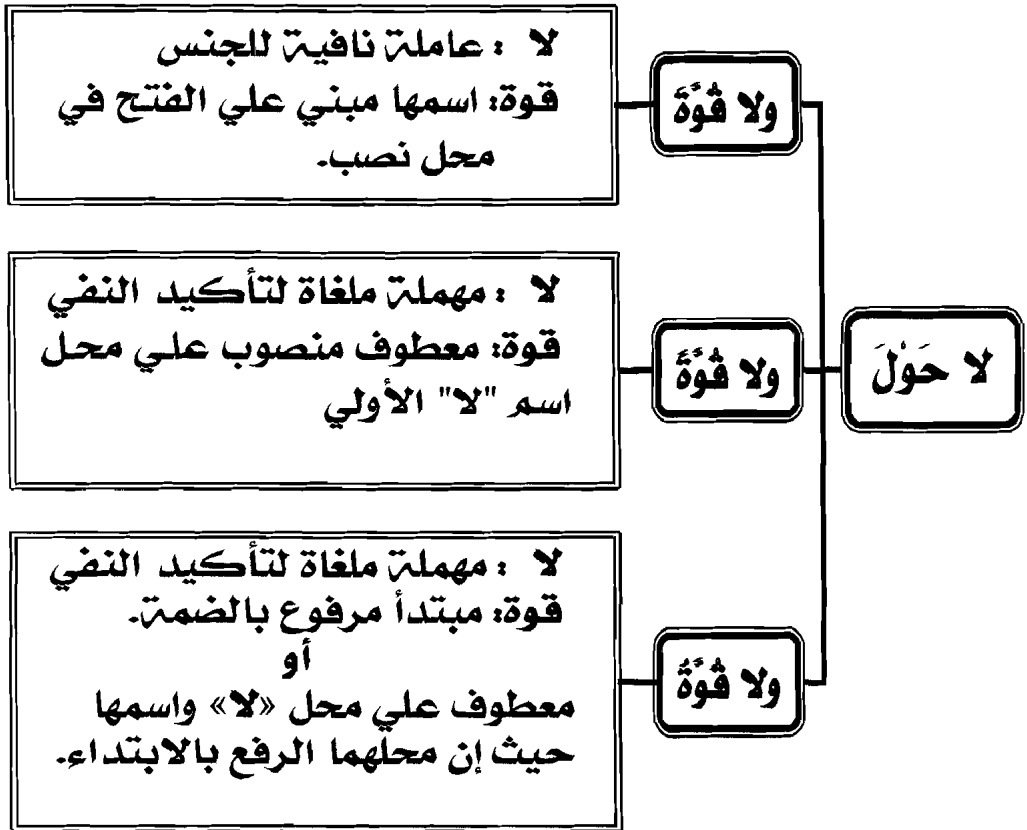 لا حَوْلَ
ولا قُوَّةَ
لا : عاملة نافية للجنس
قوة: اسمها مبني علي الفتح في
محل نصب.
ولا قُوَّةً
لا : مهملة ملغاة لتأكيد النفي
قوة: معطوف منصوب علي محل
اسم "لا" الأولي
ولا قُوَّةٌ
لا : مهملة ملغاة لتأكيد النفي
قوة: مبتدأ مرفوع بالضمة.
أو
معطوف علي محل «لا» واسمها
حيث إن محلهما الرفع بالابتداء.